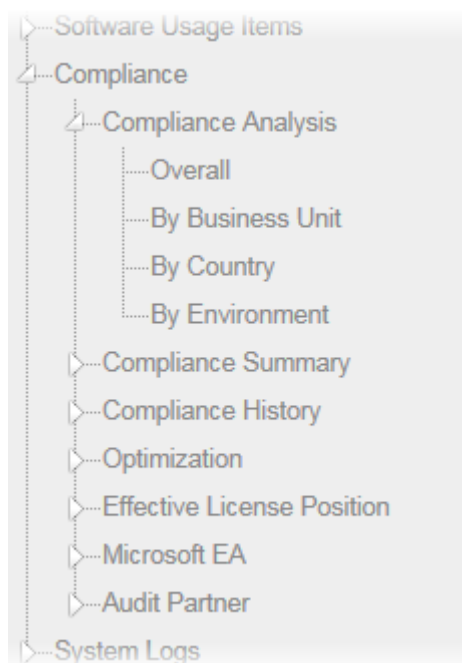 Software Usage Items
Compliance
Compliance Analysis
Overall
By Business Unit
By Country
By Environment
Compliance Summary
Compliance History
Optimization
Effective License Position
Microsoft EA
Audit Partner
System Logs